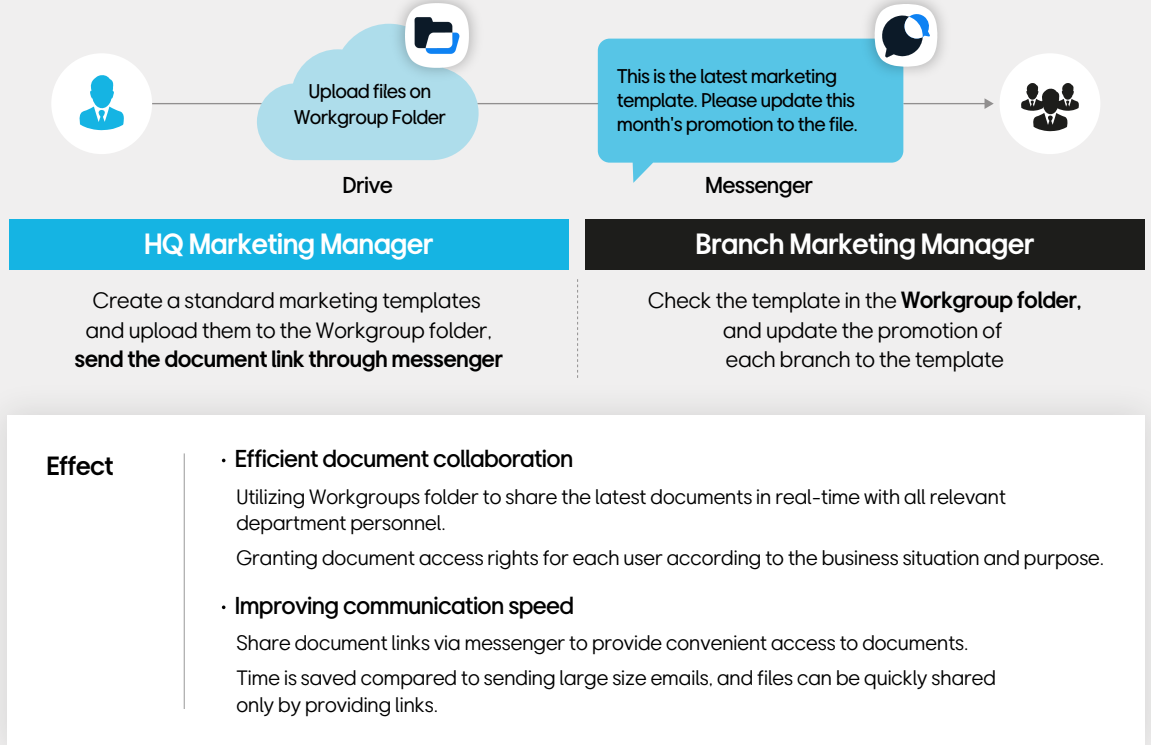 Upload files on
Workgroup Folder
This is the latest marketing
template. Please update this
month's promotion to the file.
Drive
Messenger
HQ Marketing Manager
Branch Marketing Manager
Create a standard marketing templates
and upload them to the Workgroup folder,
send the document link through messenger
Check the template in the Workgroup folder,
and update the promotion of
each branch to the template
Effect
· Efficient document collaboration
Utilizing Workgroups folder to share the latest documents in real-time with all relevant
department personnel.
Granting document access rights for each user according to the business situation and purpose.
· Improving communication speed
Share document links via messenger to provide convenient access to documents.
Time is saved compared to sending large size emails, and files can be quickly shared
only by providing links.